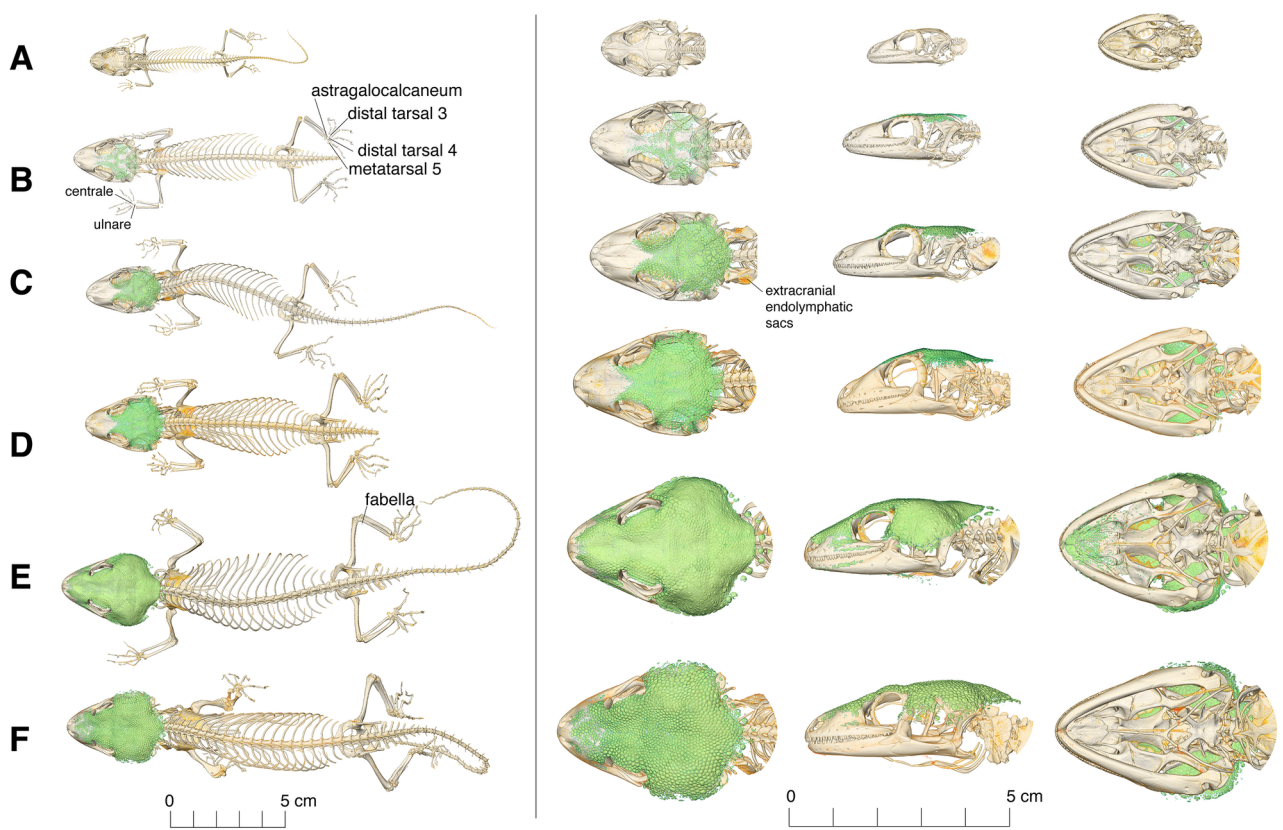 A
astragalocalcaneum
distal tarsal 3
B
distal tarsal 4
metatarsal 5
centrale
ulnare
C
extracranial
endolymphatic
sacs
D
fabella
E
F
0 5 cm
0 5 cm